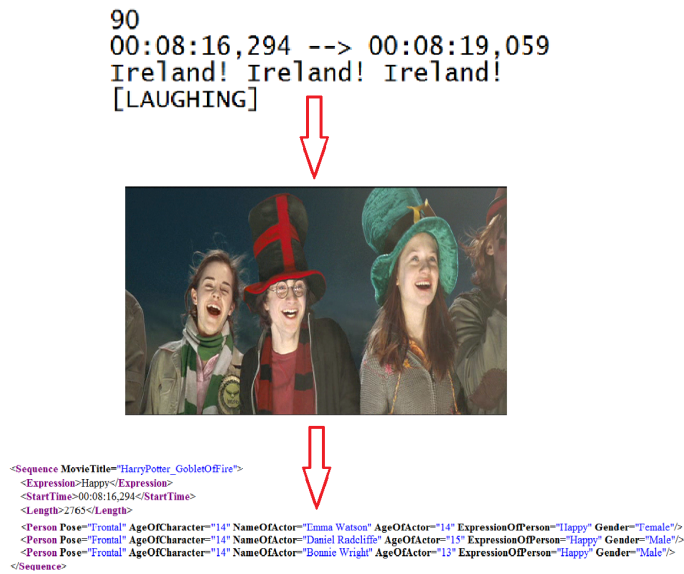 90
00:08:16,294 --> 00:08:19,059
Ireland! Ireland! Ireland!
[LAUGHING]
<Sequence MovieTitle="HarryPotter_GobletOfFire">
<Expression>Happy</Expression>
<StartTime>00:08:16,294</StartTime>
<Length>2765</Length>
<Person Pose="Frontal" AgeOfCharacter="14" NameOfActor="Emma Watson" AgeOfActor="14" ExpressionOfPerson="Happy" Gender="Female"/>
<Person Pose="Frontal" AgeOfCharacter="14" NameOfActor="Daniel Radcliffe" AgeOfActor="15" ExpressionOfPerson="Happy" Gender="Male"/>
<Person Pose="Frontal" AgeOfCharacter="14" NameOfActor="Bonnie Wright" AgeOfActor="13" ExpressionOfPerson="Happy" Gender="Male"/>
</Sequence>